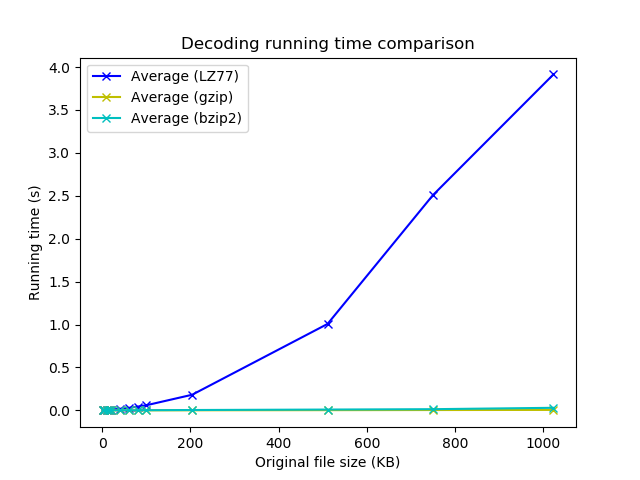 Decoding running time comparison
Average (LZ77)
Average (gzip)
Average (bzip2)
4.0
3.5
3.0
2.5
2.0
1.5
1.0
0.5
0.0
Running time (s)
0 200 400 600 800 1000
Original file size (KB)